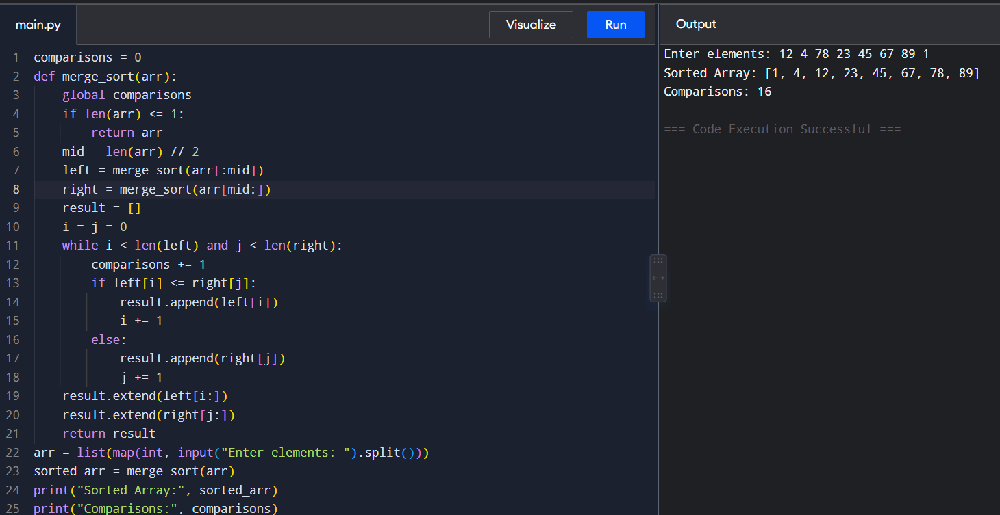 main.py
Visualize
Run
Output
1 comparisons = 0
2 def merge_sort(arr):
3     global comparisons
4     if len(arr) <= 1:
5         return arr
6     mid = len(arr) // 2
7     left = merge_sort(arr[:mid])
8     right = merge_sort(arr[mid:])
9     result = []
10     i = j = 0
11     while i < len(left) and j < len(right):
12         comparisons += 1
13         if left[i] <= right[j]:
14             result.append(left[i])
15             i += 1
16         else:
17             result.append(right[j])
18             j += 1
19     result.extend(left[i:])
20     result.extend(right[j:])
21     return result
22 arr = list(map(int, input("Enter elements: ").split()))
23 sorted_arr = merge_sort(arr)
24 print("Sorted Array:", sorted_arr)
25 print("Comparisons:", comparisons)
Enter elements: 12 4 78 23 45 67 89 1
Sorted Array: [1, 4, 12, 23, 45, 67, 78, 89]
Comparisons: 16
=== Code Execution Successful ===